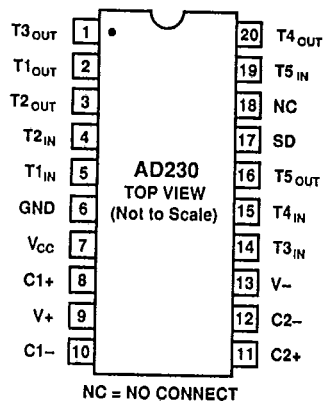 T3OUT 1 20 T4OUT
T1OUT 2 19 T5IN
T2OUT 3 18 NC
T2IN 4 17 SD
T1IN 5 16 T5OUT
GND 6 15 T4IN
VCC 7 14 T3IN
C1+ 8 13 V–
V+ 9 12 C2–
C1– 10 11 C2+
AD230
TOP VIEW
(Not to Scale)
NC = NO CONNECT